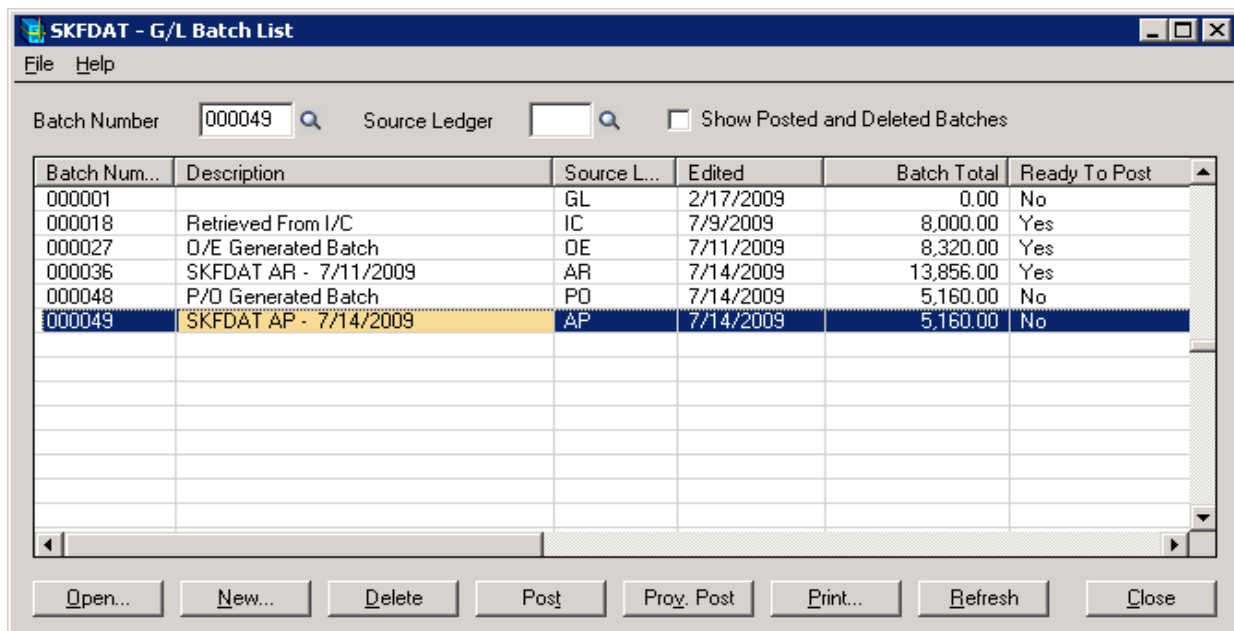 SKFDAT - G/L Batch List
File Help
Batch Number 000049 Source Ledger Show Posted and Deleted Batches
Batch Num... Description Source L... Edited Batch Total Ready To Post
000001 GL 2/17/2009 0.00 No
000018 Retrieved From I/C IC 7/9/2009 8,000.00 Yes
000027 O/E Generated Batch OE 7/11/2009 8,320.00 Yes
000036 SKFDAT AR - 7/11/2009 AR 7/14/2009 13,856.00 Yes
000048 P/O Generated Batch PO 7/14/2009 5,160.00 No
000049 SKFDAT AP - 7/14/2009 AP 7/14/2009 5,160.00 No
Open... New... Delete Post Prov. Post Print... Refresh Close